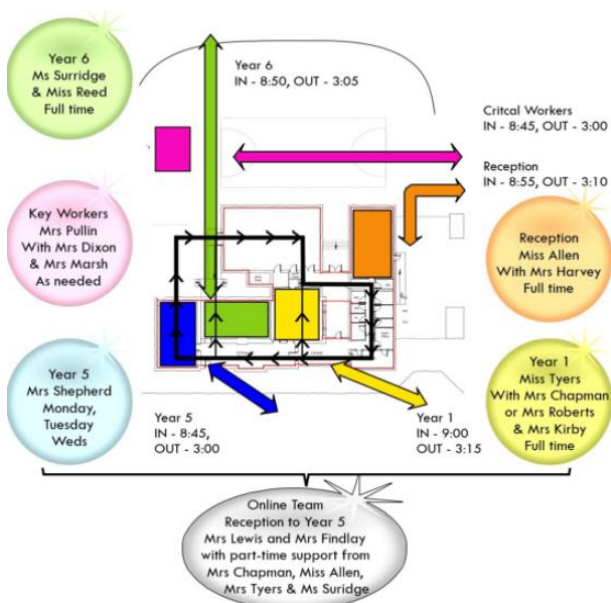 Year 6
Ms Surridge
& Miss Reed
Full time
Year 6
IN - 8:50, OUT - 3:05
Critcal Workers
IN - 8:45, OUT - 3:00
Reception
IN - 8:55, OUT - 3:10
Key Workers
Mrs Pullin
With Mrs Dixon
& Mrs Marsh
As needed
Reception
Miss Allen
With Mrs Harvey
Full time
Year 5
Mrs Shepherd
Monday,
Tuesday
Weds
Year 5
IN - 8:45,
OUT - 3:00
Year 1
IN - 9:00
OUT - 3:15
Year 1
Miss Tyers
With Mrs Chapman
or Mrs Roberts
& Mrs Kirby
Full time
Online Team
Reception to Year 5
Mrs Lewis and Mrs Findlay
with part-time support from
Mrs Chapman, Miss Allen,
Mrs Tyers & Ms Suridge